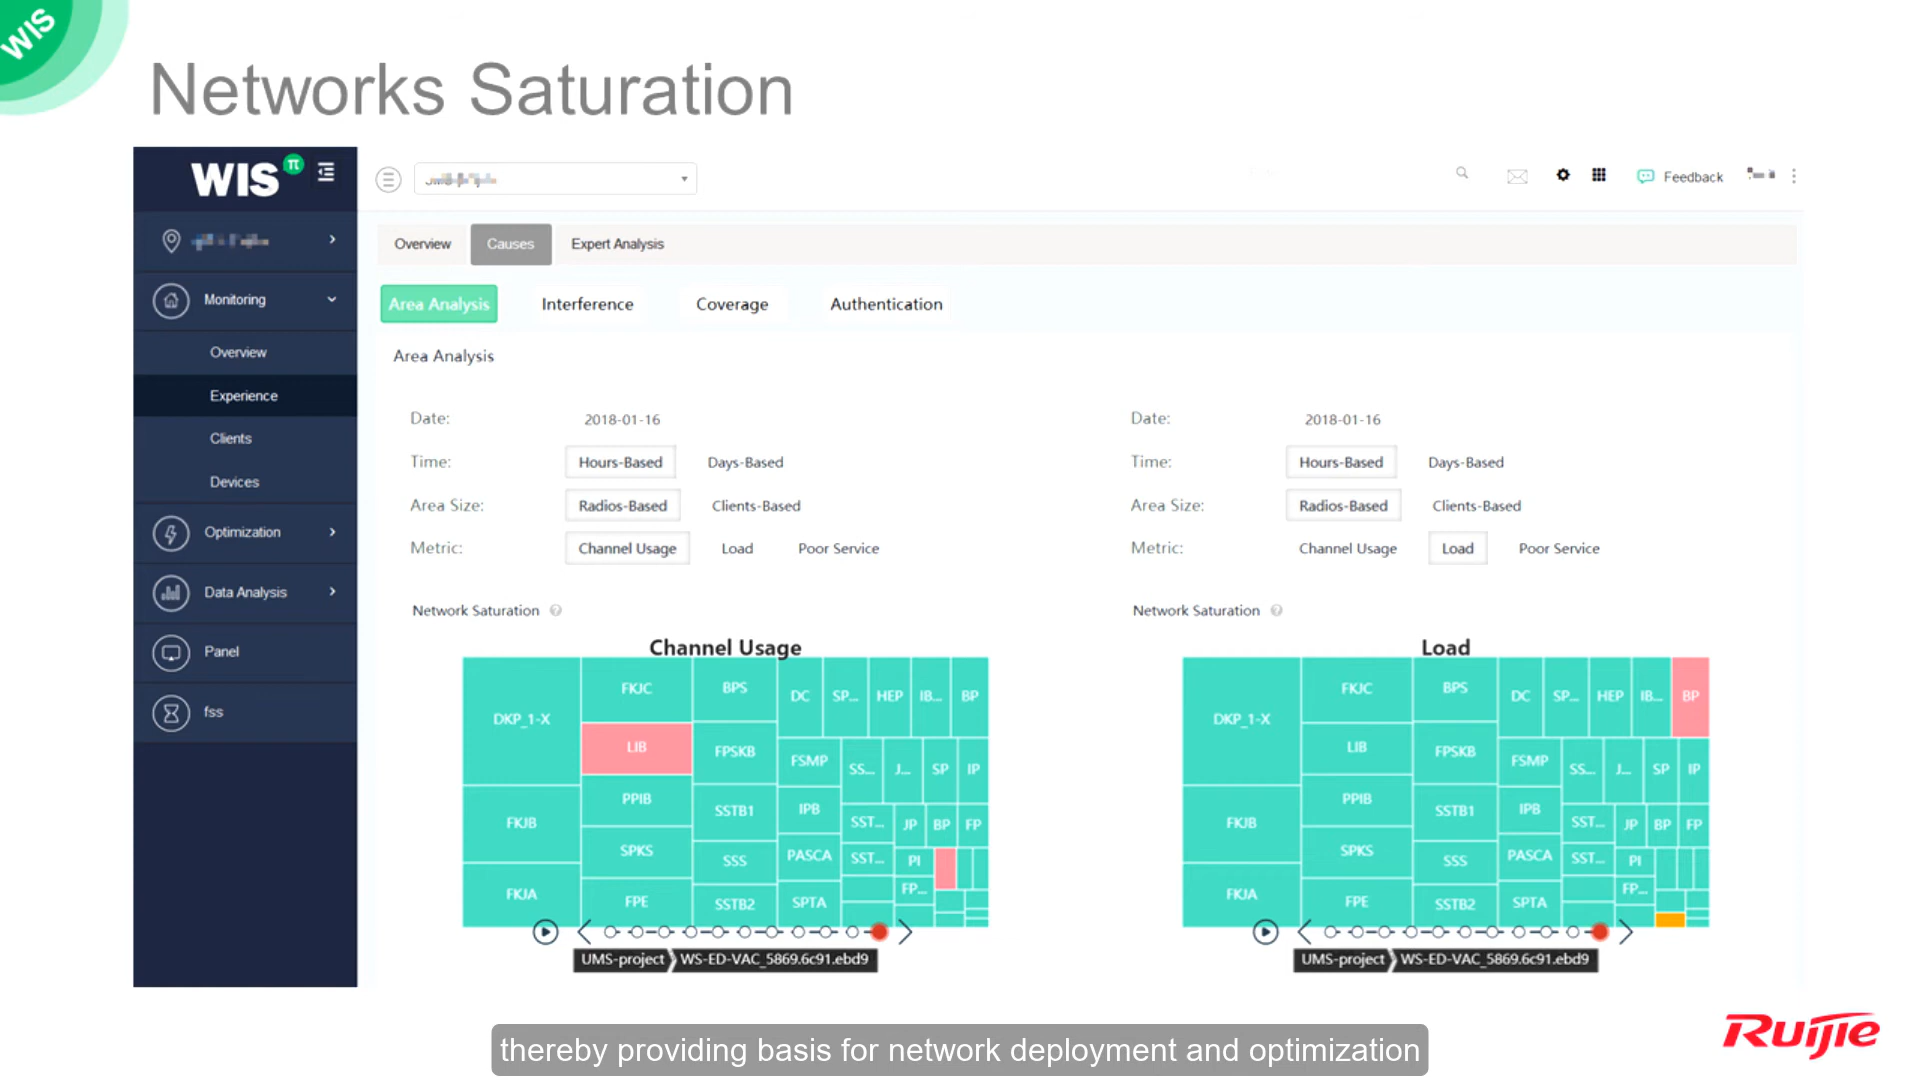 WIS
Networks Saturation
WIS π
Feedback
Overview Causes Expert Analysis
Monitoring
Area Analysis Interference Coverage Authentication
Overview
Area Analysis
Experience
Date: 2018-01-16 Date: 2018-01-16
Clients
Time: Hours-Based Days-Based Time: Hours-Based Days-Based
Devices
Area Size: Radios-Based Clients-Based Area Size: Radios-Based Clients-Based
Optimization
Metric: Channel Usage Load Poor Service Metric: Channel Usage Load Poor Service
Data Analysis
Network Saturation ? Network Saturation ?
Panel
Channel Usage Load
fss
FKJC BPS DC SP... HEP IB... BP FKJC BPS DC SP... HEP IB... BP
DKP_1-X DKP_1-X
LIB FPSKB FSMP SS... J... SP IP LIB FPSKB FSMP SS... J... SP IP
PPIB SSTB1 IPB PPIB SSTB1 IPB
FKJB SST... JP BP FP FKJB SST... JP BP FP
SPKS SSS PASCA SST... PI SPKS SSS PASCA SST... PI
FKJA FPE SSTB2 SPTA FP... FKJA FPE SSTB2 SPTA FP...
UMS-project WS-ED-VAC_5869.6c91.ebd9 UMS-project WS-ED-VAC_5869.6c91.ebd9
thereby providing basis for network deployment and optimization
Ruijie